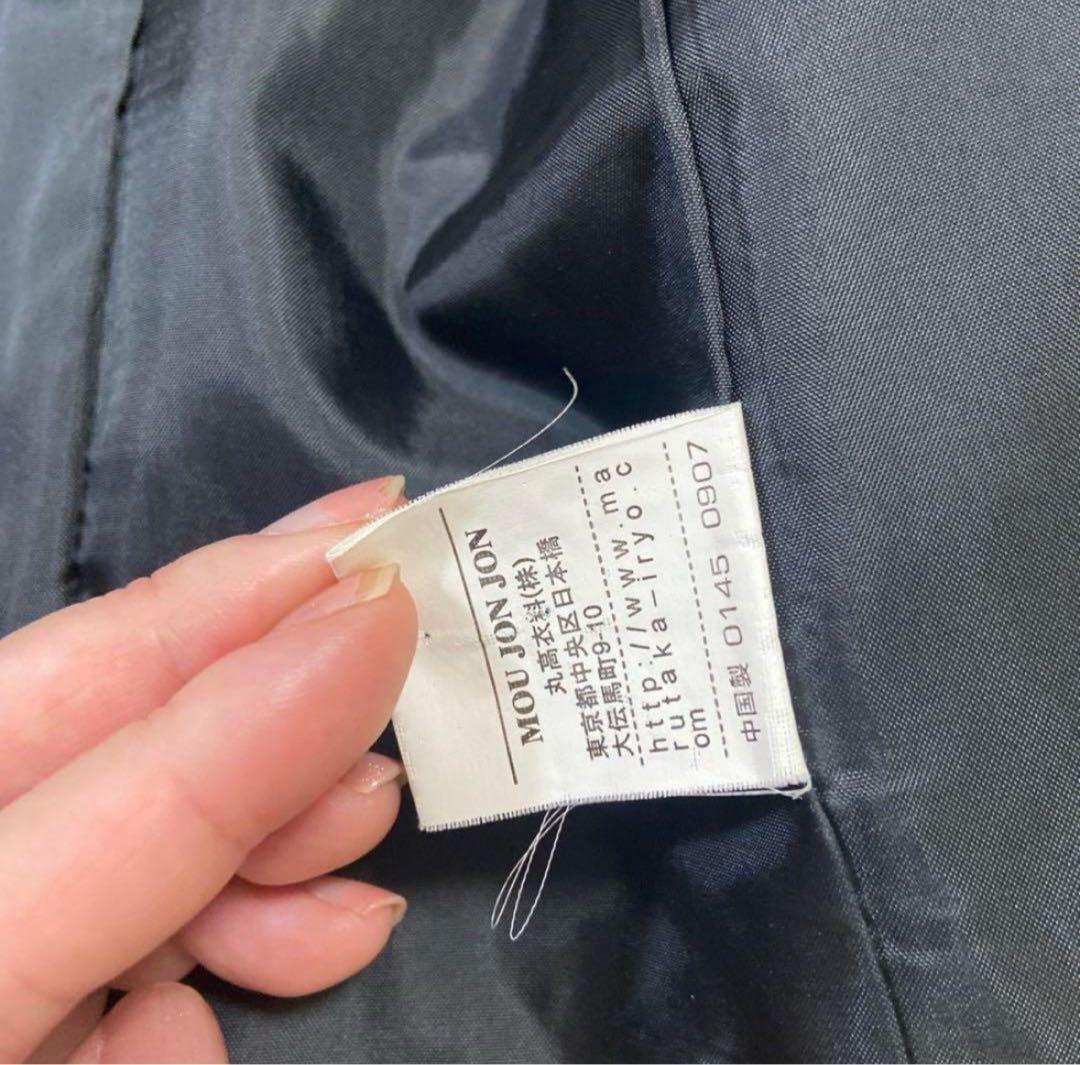 MOU JON JON
丸高衣料(株)
東京都中央区日本橋
大伝馬町9-10
http://www.ma
rutaka-iryo.c
om
中国製 0145 0907